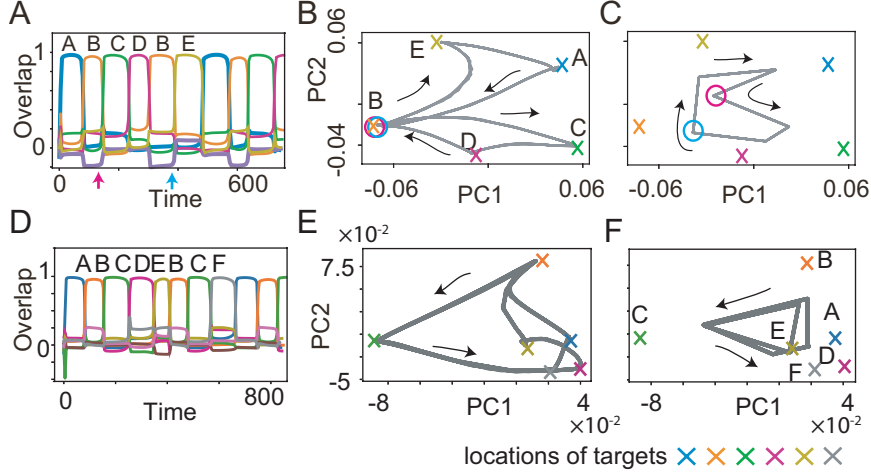 A
A B C D B E
1
0
Overlap
0 600
Time
B
0.06
-0.04
PC2
E
A
B
D
C
-0.06 0.06
PC1
C
-0.06 0.06
PC1
D
A B C D E B C F
1
0
Overlap
0 800
Time
E
×10⁻²
7.5
-5
PC2
-8 4
PC1
×10⁻²
F
B
C
A
E
D
F
-8 4
PC1
×10⁻²
locations of targets